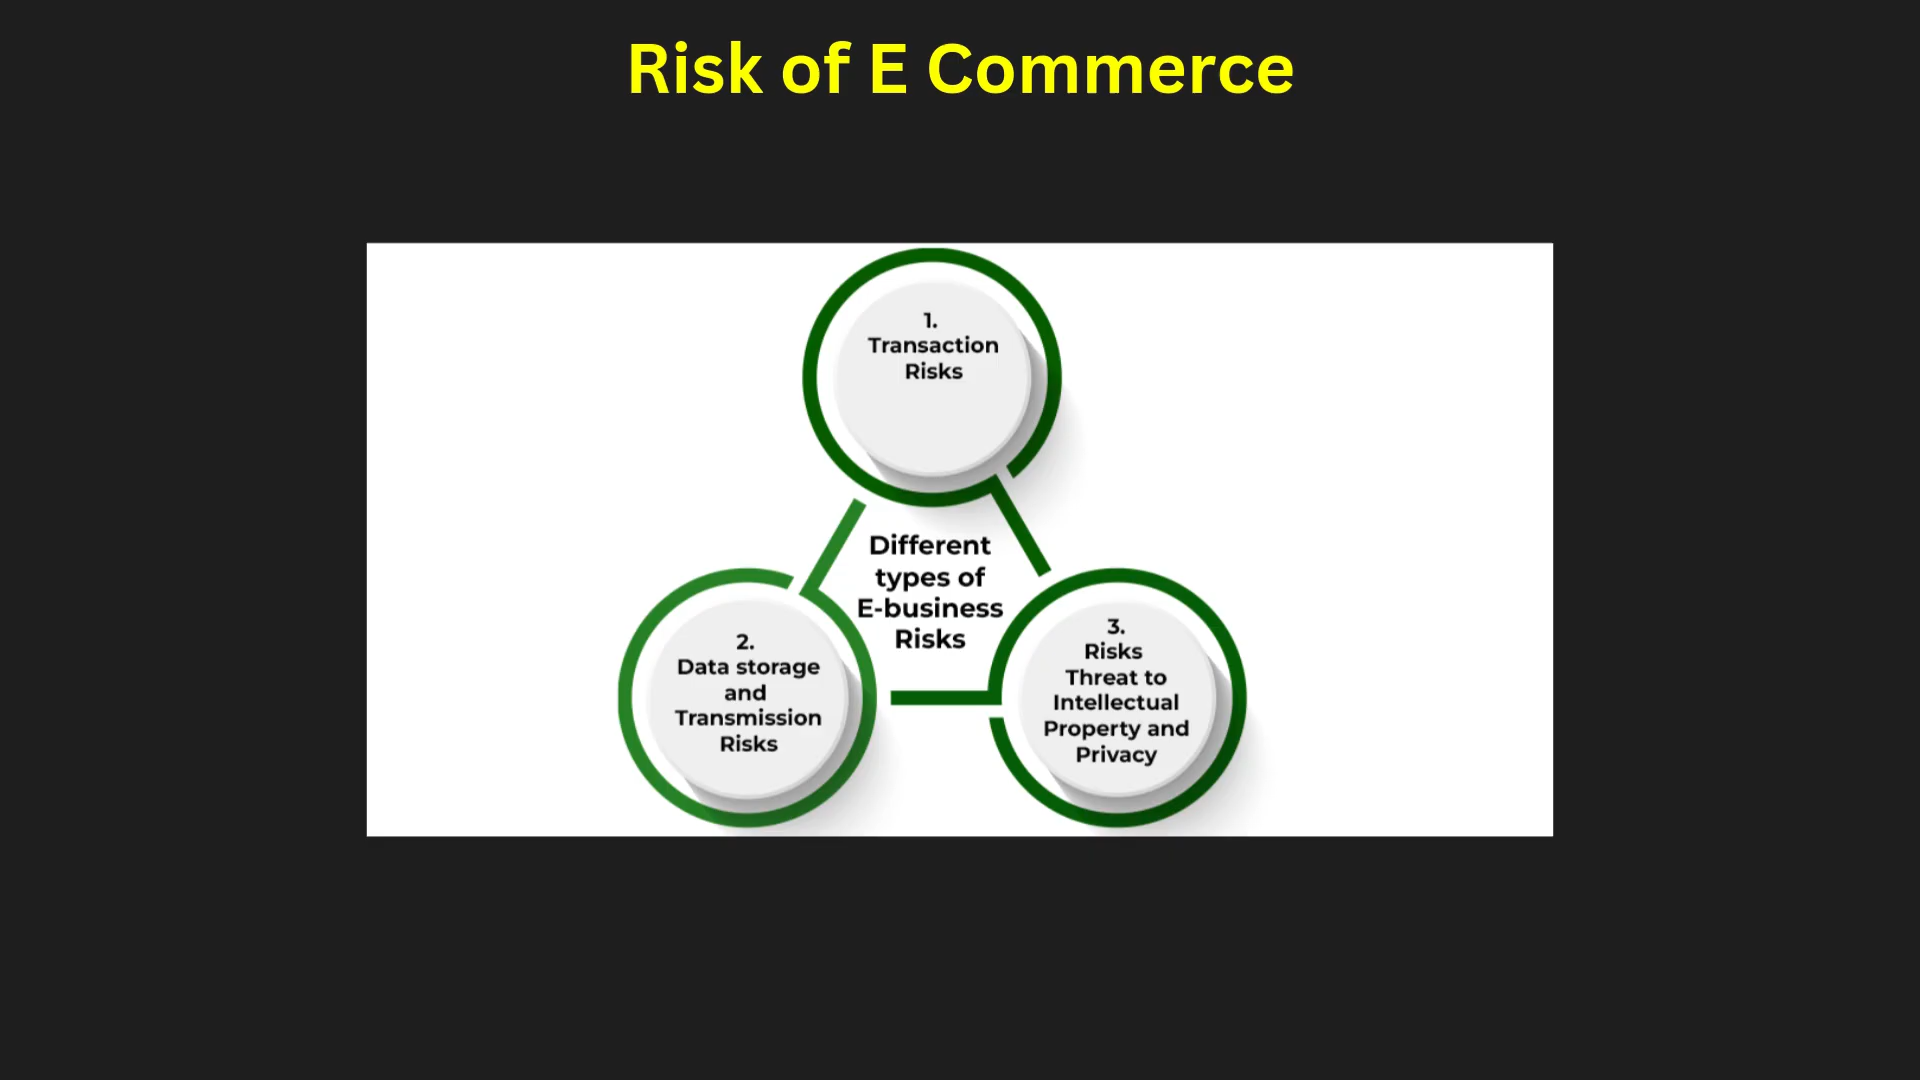 Risk of E Commerce
1.
Transaction
Risks
Different
types of
E-business
Risks
2.
Data storage
and
Transmission
Risks
3.
Risks
Threat to
Intellectual
Property and
Privacy